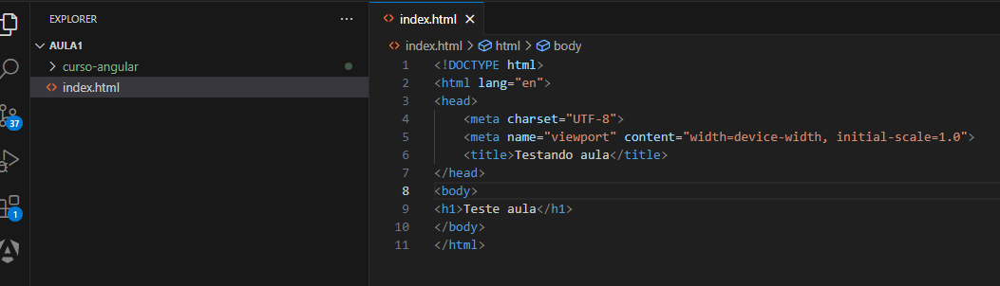 EXPLORER
AULA1
curso-angular
index.html
37
1
index.html
index.html > html > body
1 <!DOCTYPE html>
2 <html lang="en">
3 <head>
4     <meta charset="UTF-8">
5     <meta name="viewport" content="width=device-width, initial-scale=1.0">
6     <title>Testando aula</title>
7 </head>
8 <body>
9 <h1>Teste aula</h1>
10 </body>
11 </html>